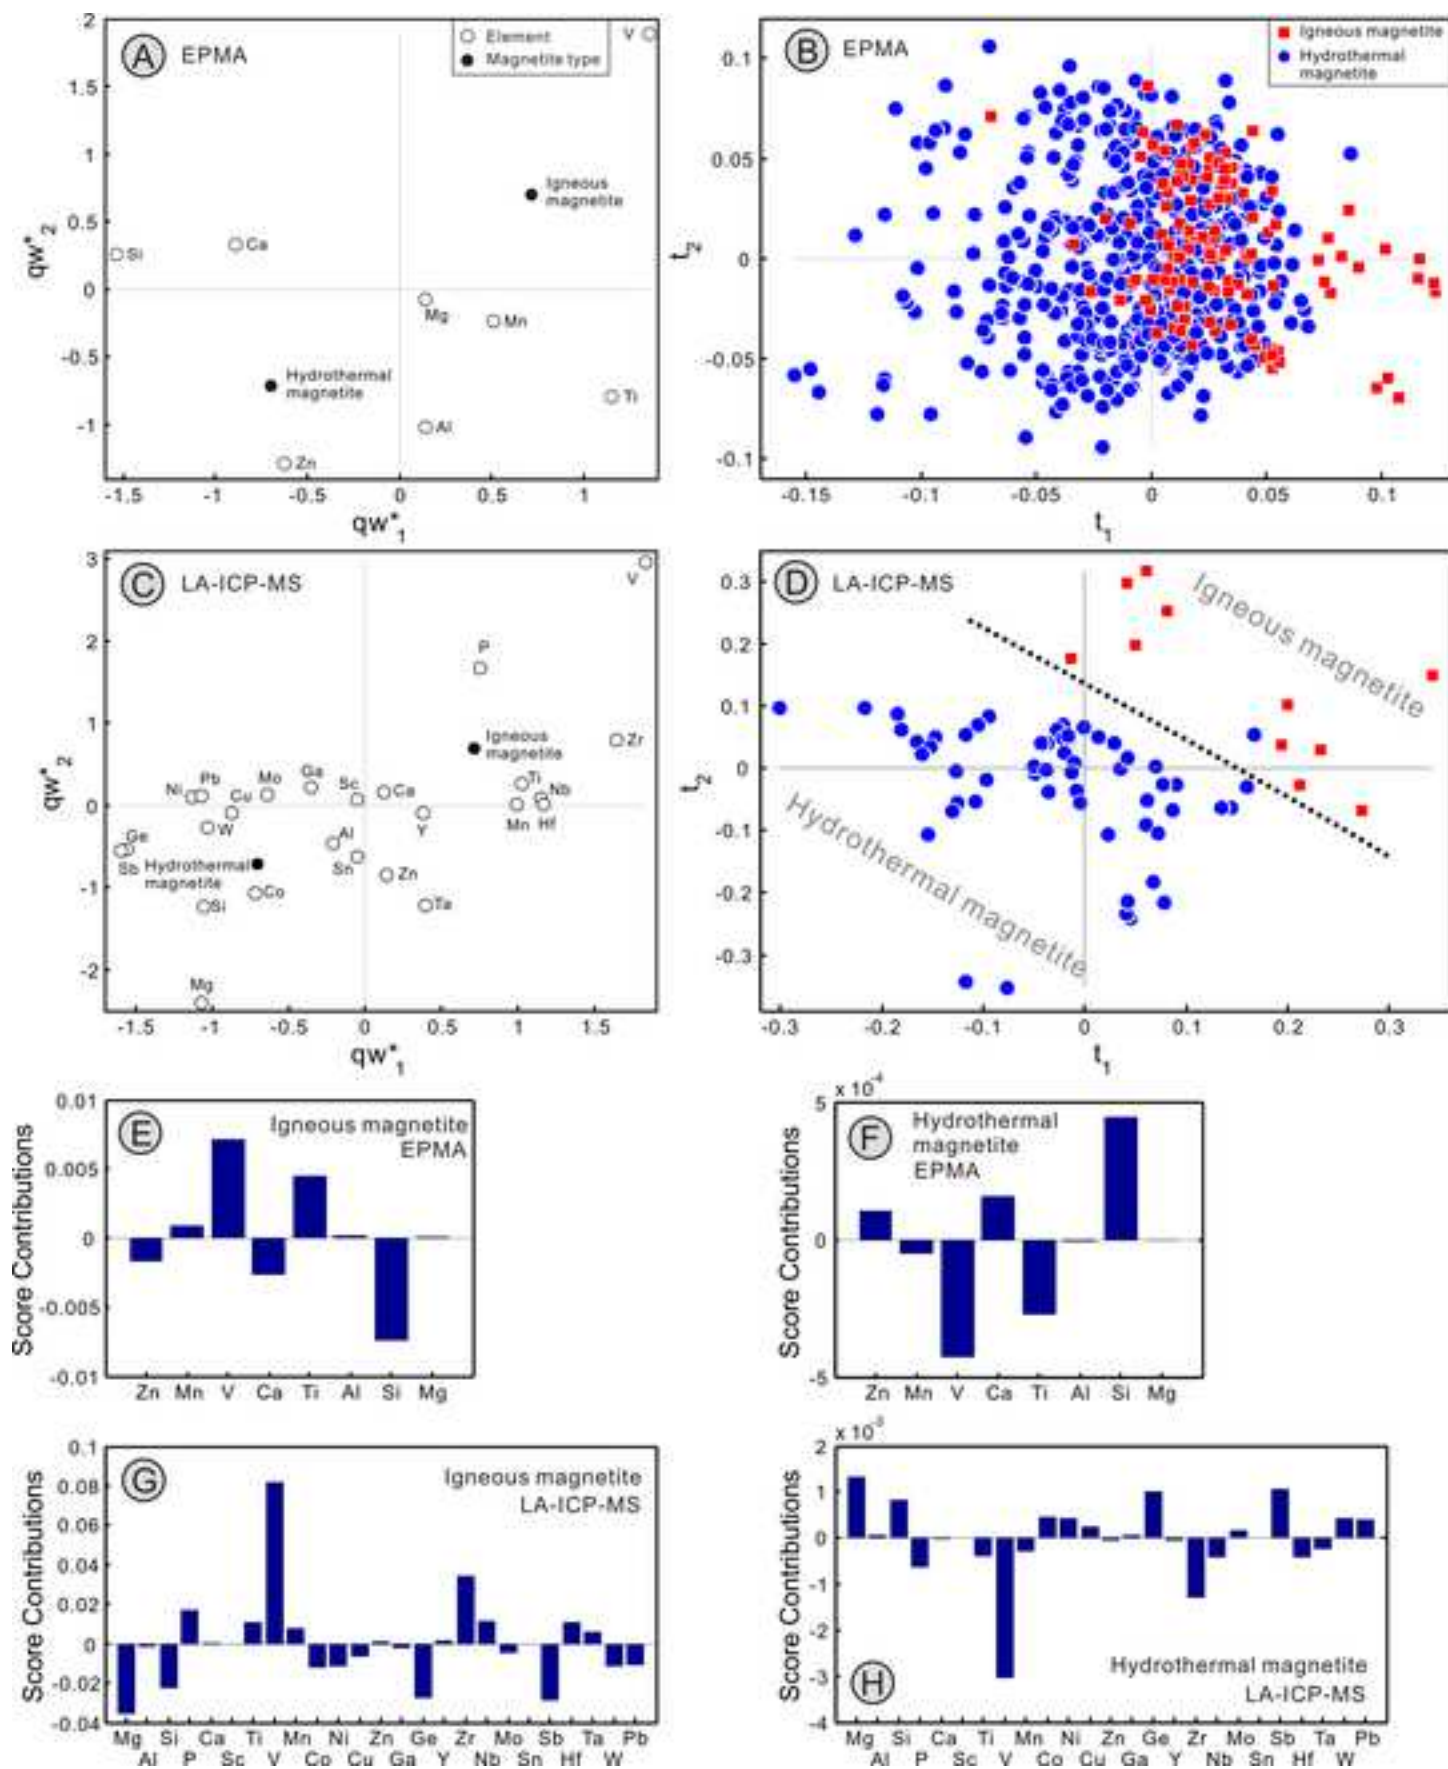 A EPMA
Element
Magnetite type
V
Igneous
magnetite
Si
Ca
Mg
Mn
Hydrothermal
magnetite
Ti
Al
Zn
2
1.5
1
0.5
0
-0.5
-1
qw*2
-1.5 -1 -0.5 0 0.5 1
qw*1
B EPMA
Igneous magnetite
Hydrothermal
magnetite
0.1
0.05
0
-0.05
-0.1
t2
-0.15 -0.1 -0.05 0 0.05 0.1
t1
C LA-ICP-MS
V
P
Igneous
magnetite
Zr
Ni Pb Cu Mo Ga Sc Ca Ti Nb
W Al Y Mn Hf
Ge
Sb
Hydrothermal
magnetite
Sn Zn
Si Co Ta
Mg
3
2
1
0
-1
-2
qw*2
-1.5 -1 -0.5 0 0.5 1 1.5
qw*1
D LA-ICP-MS
Igneous magnetite
Hydrothermal magnetite
0.3
0.2
0.1
0
-0.1
-0.2
-0.3
t2
-0.3 -0.2 -0.1 0 0.1 0.2 0.3
t1
E Igneous magnetite
EPMA
0.01
0.005
0
-0.005
-0.01
Score Contributions
Zn Mn V Ca Ti Al Si Mg
F Hydrothermal
magnetite
EPMA
x 10-4
5
0
-5
Score Contributions
Zn Mn V Ca Ti Al Si Mg
G Igneous magnetite
LA-ICP-MS
0.1
0.08
0.06
0.04
0.02
0
-0.02
-0.04
Score Contributions
Mg Si Ca Ti Mn Ni Zn Ge Zr Mo Sb Ta Pb
Al P Sc V Co Cu Ga Y Nb Sn Hf W
x 10-3
2
1
0
-1
-2
-3
-4
Score Contributions
H Hydrothermal magnetite
LA-ICP-MS
Mg Si Ca Ti Mn Ni Zn Ge Zr Mo Sb Ta Pb
Al P Sc V Co Cu Ga Y Nb Sn Hf W